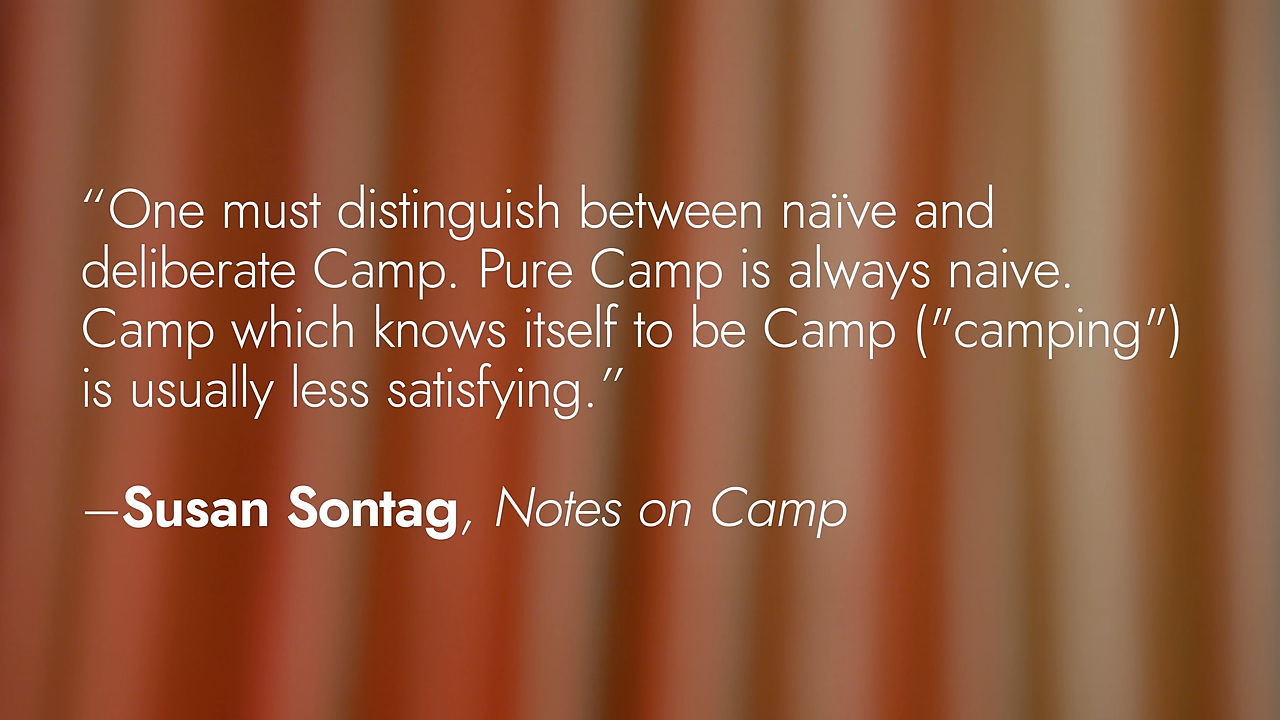 “One must distinguish between naïve and
deliberate Camp. Pure Camp is always naive.
Camp which knows itself to be Camp ("camping")
is usually less satisfying.”
—Susan Sontag, Notes on Camp